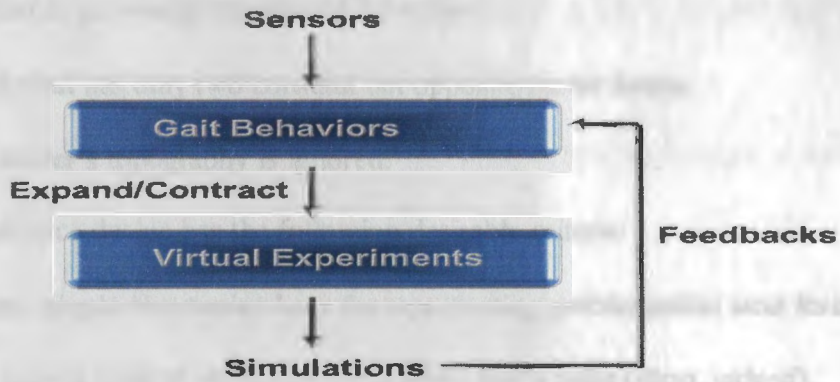 Sensors
Gait Behaviors
Expand/Contract
Virtual Experiments
Feedbacks
Simulations